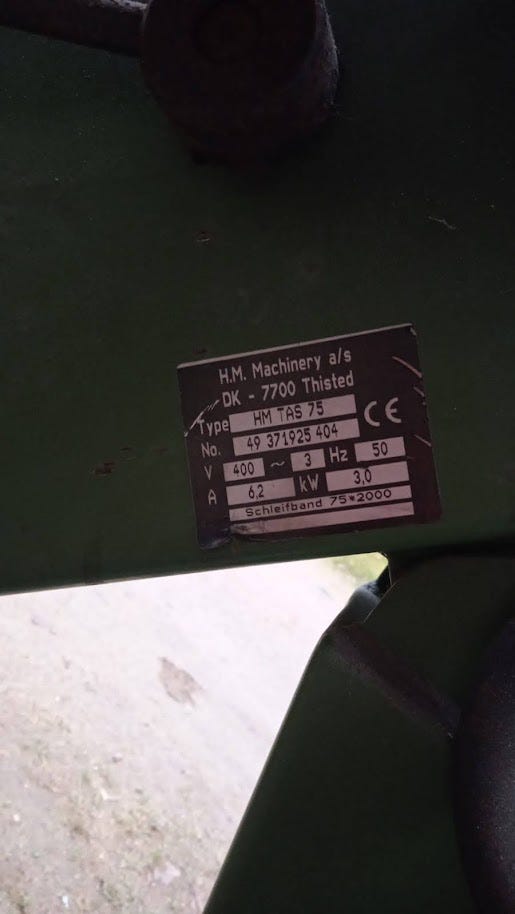 H.M. Machinery a/s
DK - 7700 Thisted
Type HM TAS 75 CE
No. 49 371925 404
V 400 ~ 3 Hz 50
A 6,2 kW 3,0
Schleifband 75*2000